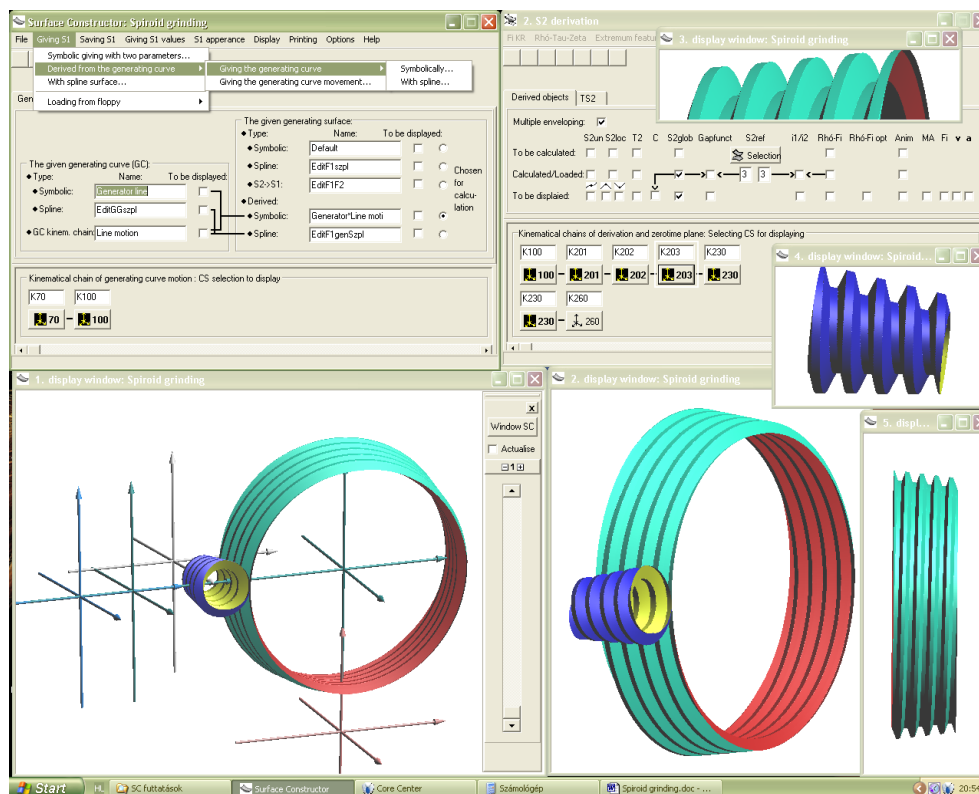 Surface Constructor: Spiroid grinding
File Giving S1 Saving S1 Giving S1 values S1 apperance Display Printing Options Help
Symbolic giving with two parameters...
Derived from the generating curve
With spline surface...
Loading from floppy
Giving the generating curve
Giving the generating curve movement...
Symbolically...
With spline...
Gen
The given generating curve (GC):
Type: Name: To be displayed:
Symbolic: Generator line
Spline: EditGGszpl
GC kinem. chain: Line motion
The given generating surface:
Type: Name: To be displayed:
Symbolic: Default
Spline: EditF1szpl
S2->S1: EditF1F2
Derived:
Symbolic: Generator*Line moti
Spline: EditF1genSzpl
Chosen
for
calcu-
lation
Kinematical chain of generating curve motion : CS selection to display
K70 K100
70 100
2. S2 derivation
Fi KR Rhó-Tau-Zeta Extremum featur
Derived objects TS2
Multiple enveloping:
S2un S2loc T2 C S2glob Gapfunct S2ref i1/i2 Rhó-Fi Rhó-Fi opt Anim MA Fi v a
To be calculated: Selection
Calculated/Loaded: 3 3
To be displaied:
Kinematical chains of derivation and zerotime plane: Selecting CS for displaying
K100 K201 K202 K203 K230
100 201 202 203 230
K230 K260
230 260
3. display window: Spiroid grinding
4. display window: Spiroid...
1. display window: Spiroid grinding
x
Window SC
Actualise
1
2. display window: Spiroid grinding
5. displ...
Start HL SC futtatások Surface Constructor Core Center Számológép Spiroid grinding.doc - ...